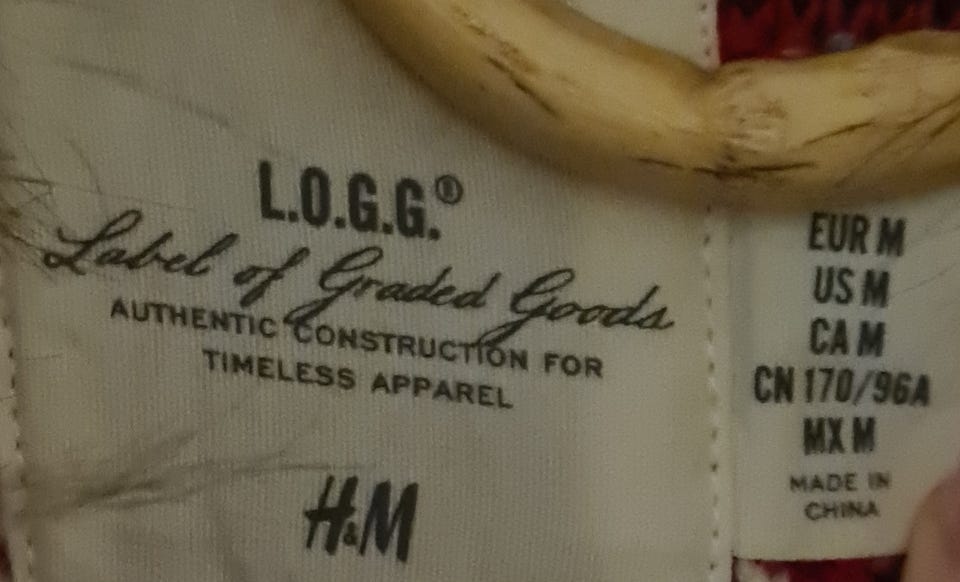 L.O.G.G.®
Label of Graded Goods
AUTHENTIC CONSTRUCTION FOR
TIMELESS APPAREL
H&M
EUR M
US M
CA M
CN 170/96A
MX M
MADE IN
CHINA